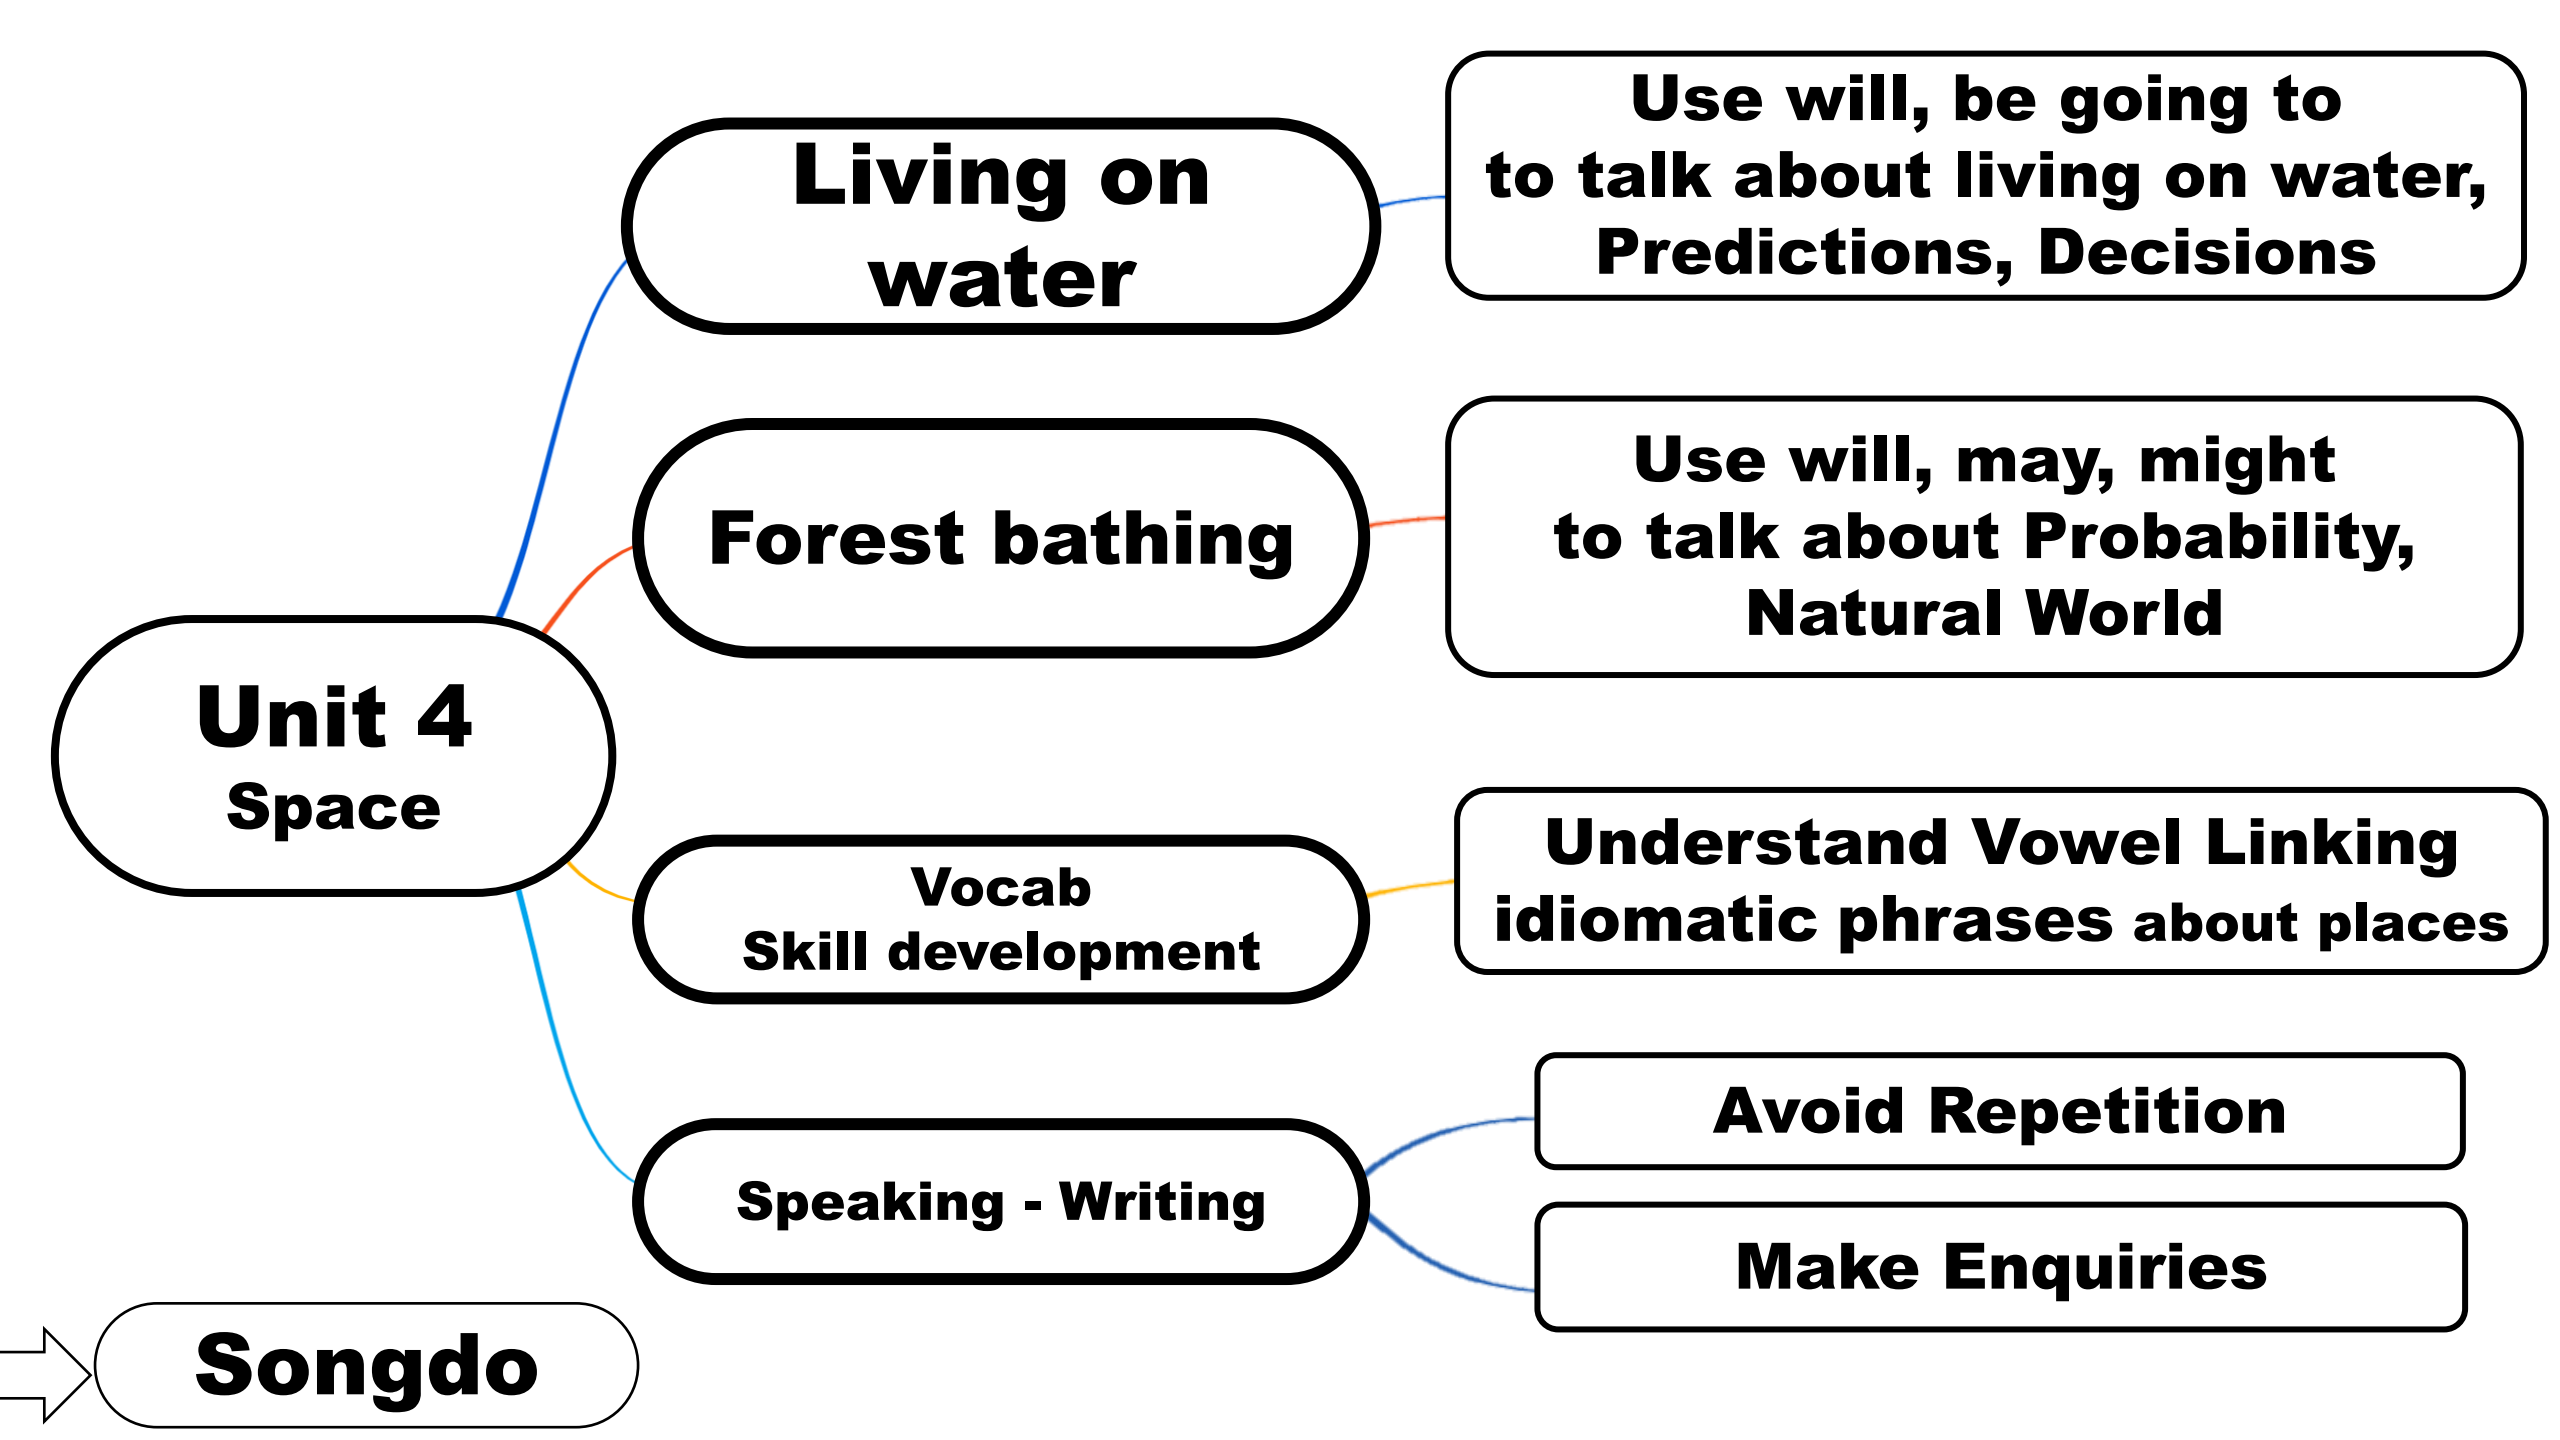 Unit 4
Space
Living on
water
Use will, be going to
to talk about living on water,
Predictions, Decisions
Forest bathing
Use will, may, might
to talk about Probability,
Natural World
Vocab
Skill development
Understand Vowel Linking
idiomatic phrases about places
Speaking - Writing
Avoid Repetition
Make Enquiries
Songdo